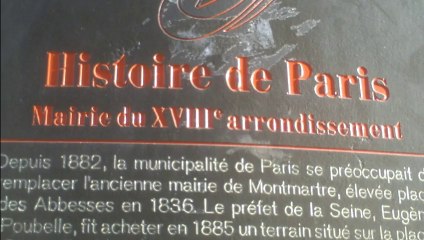 Histoire de Paris
Mairie du XVIIIe arrondissement
Depuis 1882, la municipalité de Paris se préoccupait d
remplacer l'ancienne mairie de Montmartre, élevée plac
des Abbesses en 1836. Le préfet de la Seine, Eugèn
Poubelle, fit acheter en 1885 un terrain situé sur la plac